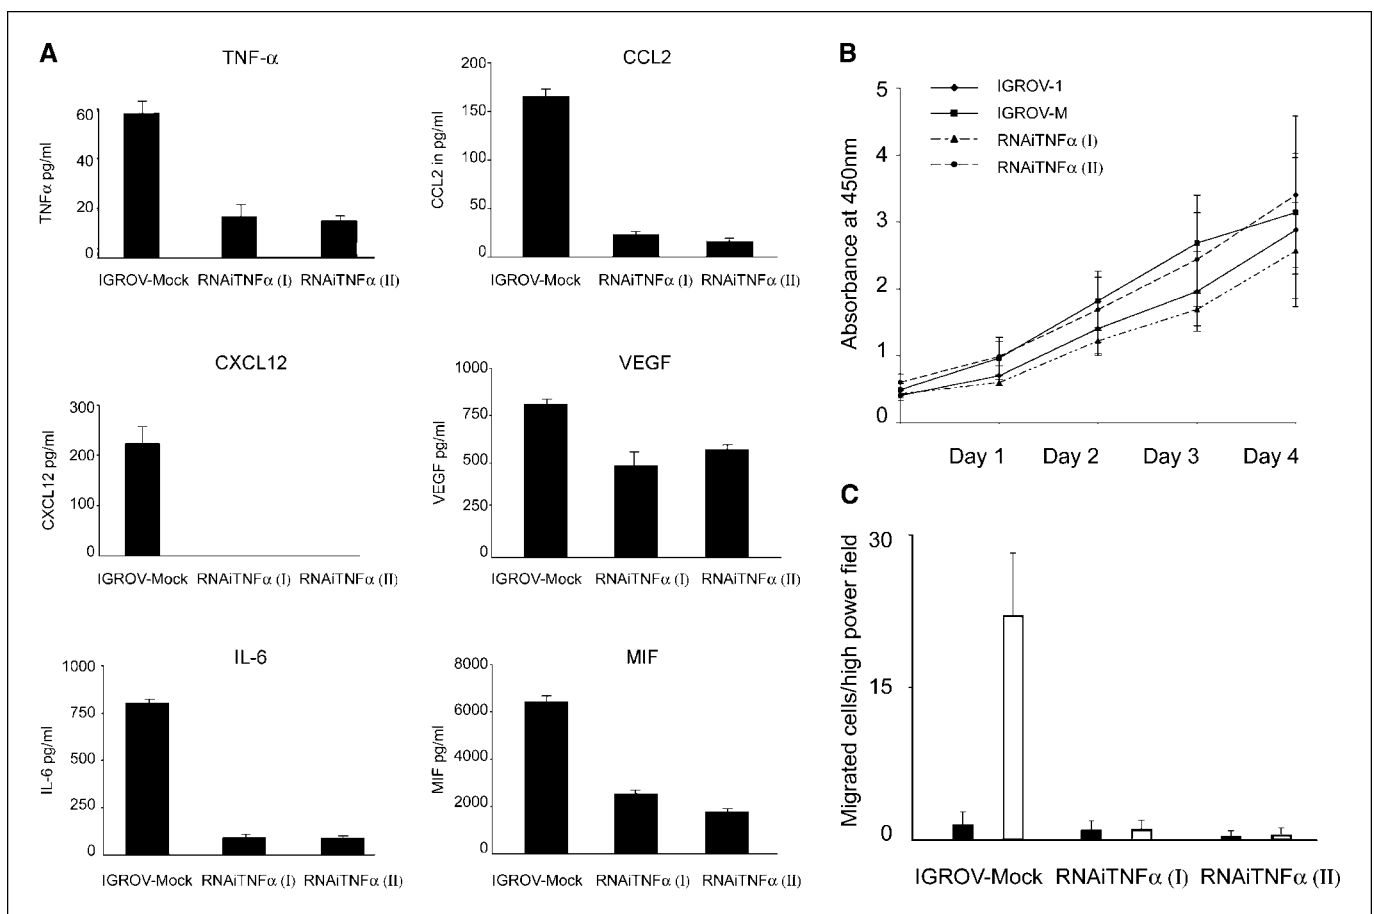 A
TNF-α
60
40
20
0
TNFα pg/ml
IGROV-Mock RNAiTNFα (I) RNAiTNFα (II)
CCL2
200
150
100
50
0
CCL2 in pg/ml
IGROV-Mock RNAiTNFα (I) RNAiTNFα (II)
CXCL12
300
200
100
0
CXCL12 pg/ml
IGROV-Mock RNAiTNFα (I) RNAiTNFα (II)
VEGF
1000
750
500
250
0
VEGF pg/ml
IGROV-Mock RNAiTNFα (I) RNAiTNFα (II)
IL-6
1000
750
500
250
0
IL-6 pg/ml
IGROV-Mock RNAiTNFα (I) RNAiTNFα (II)
MIF
8000
6000
4000
2000
0
MIF pg/ml
IGROV-Mock RNAiTNFα (I) RNAiTNFα (II)
B
5
4
3
2
1
0
Absorbance at 450nm
IGROV-1
IGROV-M
RNAiTNFα (I)
RNAiTNFα (II)
Day 1 Day 2 Day 3 Day 4
C
30
15
0
Migrated cells/high power field
IGROV-Mock RNAiTNFα (I) RNAiTNFα (II)